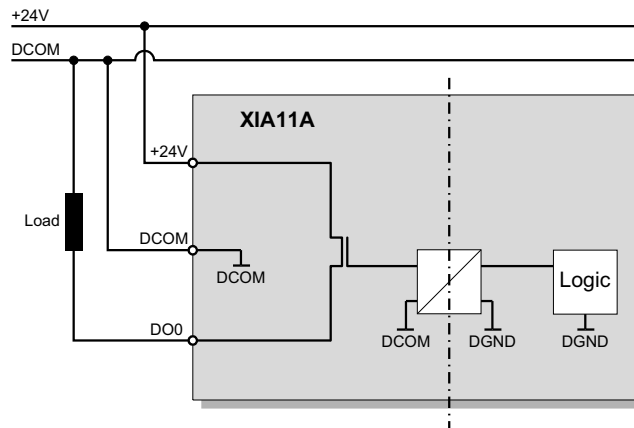 +24V
DCOM
XIA11A
+24V
Load
DCOM
DCOM
Logic
DO0
DCOM
DGND
DGND